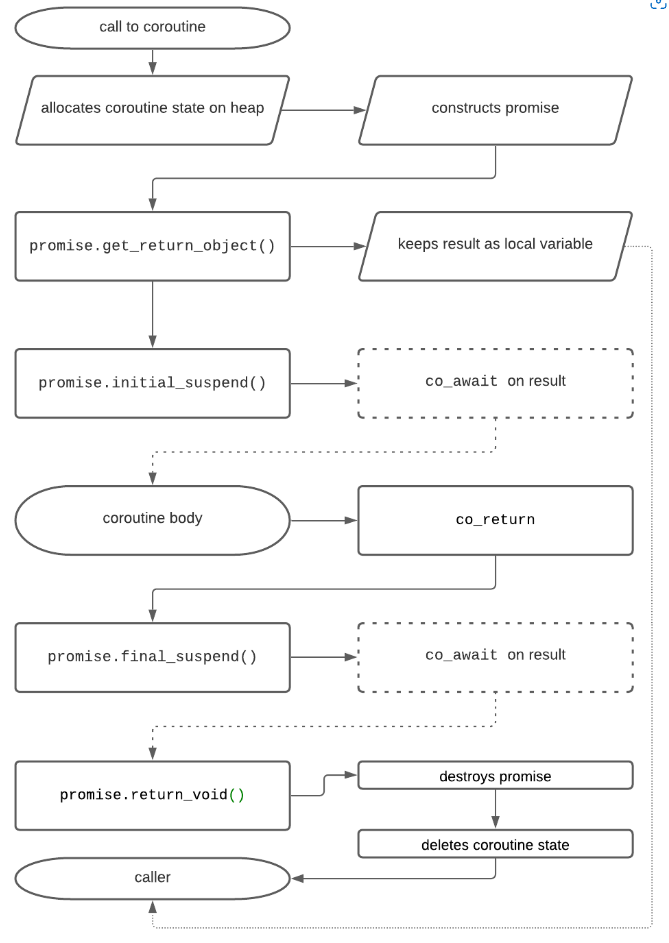 call to coroutine
allocates coroutine state on heap
constructs promise
promise.get_return_object()
keeps result as local variable
promise.initial_suspend()
co_await on result
coroutine body
co_return
promise.final_suspend()
co_await on result
promise.return_void()
destroys promise
deletes coroutine state
caller